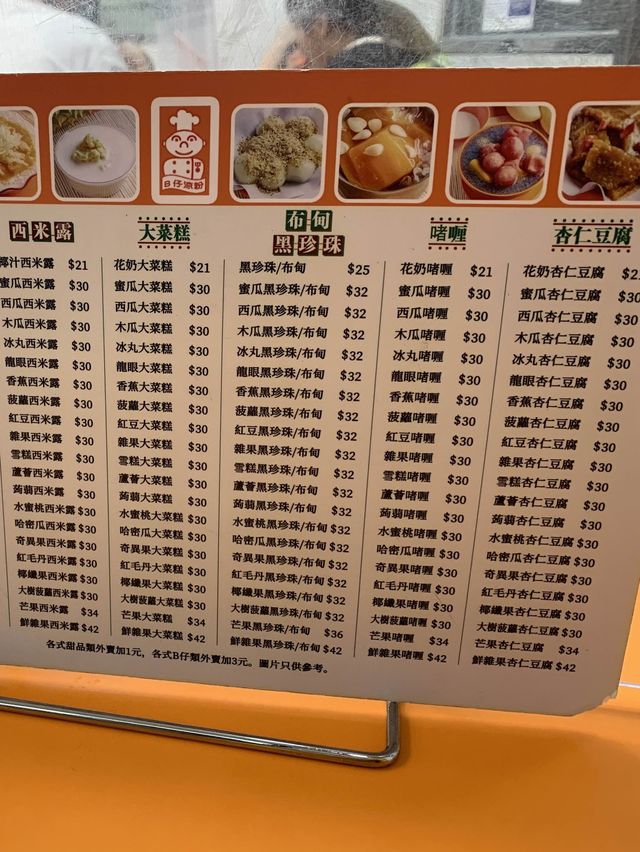 B仔涼粉
西米露
椰汁西米露 $21
蜜瓜西米露 $30
西瓜西米露 $30
木瓜西米露 $30
冰丸西米露 $30
龍眼西米露 $30
香蕉西米露 $30
菠蘿西米露 $30
紅豆西米露 $30
雜果西米露 $30
雪糕西米露 $30
蘆薈西米露 $30
蒟蒻西米露 $30
水蜜桃西米露 $30
哈密瓜西米露 $30
奇異果西米露 $30
紅毛丹西米露 $30
椰纖果西米露 $30
大樹菠蘿西米露 $30
芒果西米露 $34
鮮雜果西米露 $42
大菜糕
花奶大菜糕 $21
蜜瓜大菜糕 $30
西瓜大菜糕 $30
木瓜大菜糕 $30
冰丸大菜糕 $30
龍眼大菜糕 $30
香蕉大菜糕 $30
菠蘿大菜糕 $30
紅豆大菜糕 $30
雜果大菜糕 $30
雪糕大菜糕 $30
蘆薈大菜糕 $30
蒟蒻大菜糕 $30
水蜜桃大菜糕 $30
哈密瓜大菜糕 $30
奇異果大菜糕 $30
紅毛丹大菜糕 $30
椰纖果大菜糕 $30
大樹菠蘿大菜糕 $30
芒果大菜糕 $34
鮮雜果大菜糕 $42
布甸
黑珍珠
黑珍珠/布甸 $25
蜜瓜黑珍珠/布甸 $32
西瓜黑珍珠/布甸 $32
木瓜黑珍珠/布甸 $32
冰丸黑珍珠/布甸 $32
龍眼黑珍珠/布甸 $32
香蕉黑珍珠/布甸 $32
菠蘿黑珍珠/布甸 $32
紅豆黑珍珠/布甸 $32
雜果黑珍珠/布甸 $32
雪糕黑珍珠/布甸 $32
蘆薈黑珍珠/布甸 $32
蒟蒻黑珍珠/布甸 $32
水蜜桃黑珍珠/布甸 $32
哈密瓜黑珍珠/布甸 $32
奇異果黑珍珠/布甸 $32
紅毛丹黑珍珠/布甸 $32
椰纖果黑珍珠/布甸 $32
大樹菠蘿黑珍珠/布甸 $32
芒果黑珍珠/布甸 $36
鮮雜果黑珍珠/布甸 $42
啫喱
花奶啫喱 $21
蜜瓜啫喱 $30
西瓜啫喱 $30
木瓜啫喱 $30
冰丸啫喱 $30
龍眼啫喱 $30
香蕉啫喱 $30
菠蘿啫喱 $30
紅豆啫喱 $30
雜果啫喱 $30
雪糕啫喱 $30
蘆薈啫喱 $30
蒟蒻啫喱 $30
水蜜桃啫喱 $30
哈密瓜啫喱 $30
奇異果啫喱 $30
紅毛丹啫喱 $30
椰纖果啫喱 $30
大樹菠蘿啫喱 $30
芒果啫喱 $34
鮮雜果啫喱 $42
杏仁豆腐
花奶杏仁豆腐 $21
蜜瓜杏仁豆腐 $30
西瓜杏仁豆腐 $30
木瓜杏仁豆腐 $30
冰丸杏仁豆腐 $30
龍眼杏仁豆腐 $30
香蕉杏仁豆腐 $30
菠蘿杏仁豆腐 $30
紅豆杏仁豆腐 $30
雜果杏仁豆腐 $30
雪糕杏仁豆腐 $30
蘆薈杏仁豆腐 $30
蒟蒻杏仁豆腐 $30
水蜜桃杏仁豆腐 $30
哈密瓜杏仁豆腐 $30
奇異果杏仁豆腐 $30
紅毛丹杏仁豆腐 $30
椰纖果杏仁豆腐 $30
大樹菠蘿杏仁豆腐 $30
芒果杏仁豆腐 $34
鮮雜果杏仁豆腐 $42
各式甜品類外賣加1元，各式B仔類外賣加3元。圖片只供參考。